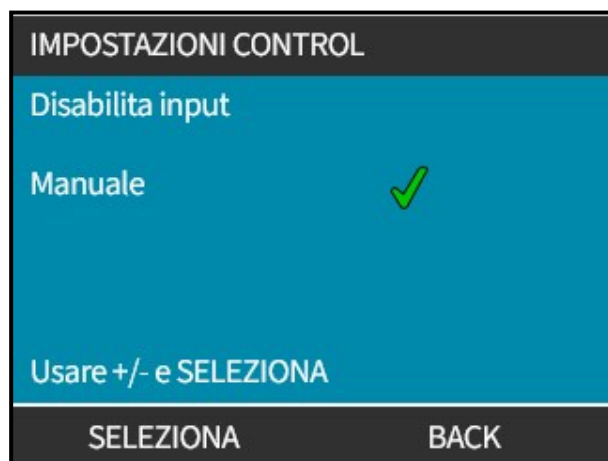 IMPOSTAZIONI CONTROL
Disabilita input
Manuale
Usare +/- e SELEZIONA
SELEZIONA BACK